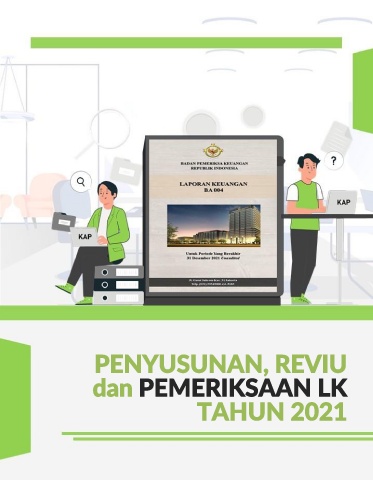 BADAN PEMERIKSA KEUANGAN
REPUBLIK INDONESIA
LAPORAN KEUANGAN
BA 004
Untuk Periode Yang Berakhir
31 Desember 2021
KAP
KAP
?
PENYUSUNAN, REVIU
dan PEMERIKSAAN LK
TAHUN 2021